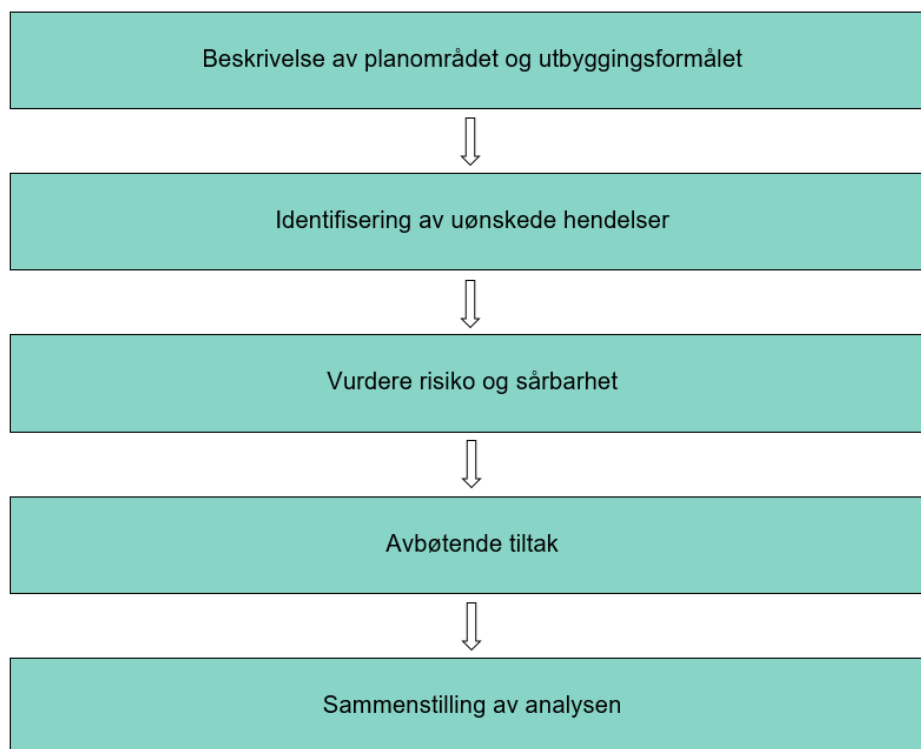 Beskrivelse av planområdet og utbyggingsformålet
Identifisering av uønskede hendelser
Vurdere risiko og sårbarhet
Avbøtende tiltak
Sammenstilling av analysen